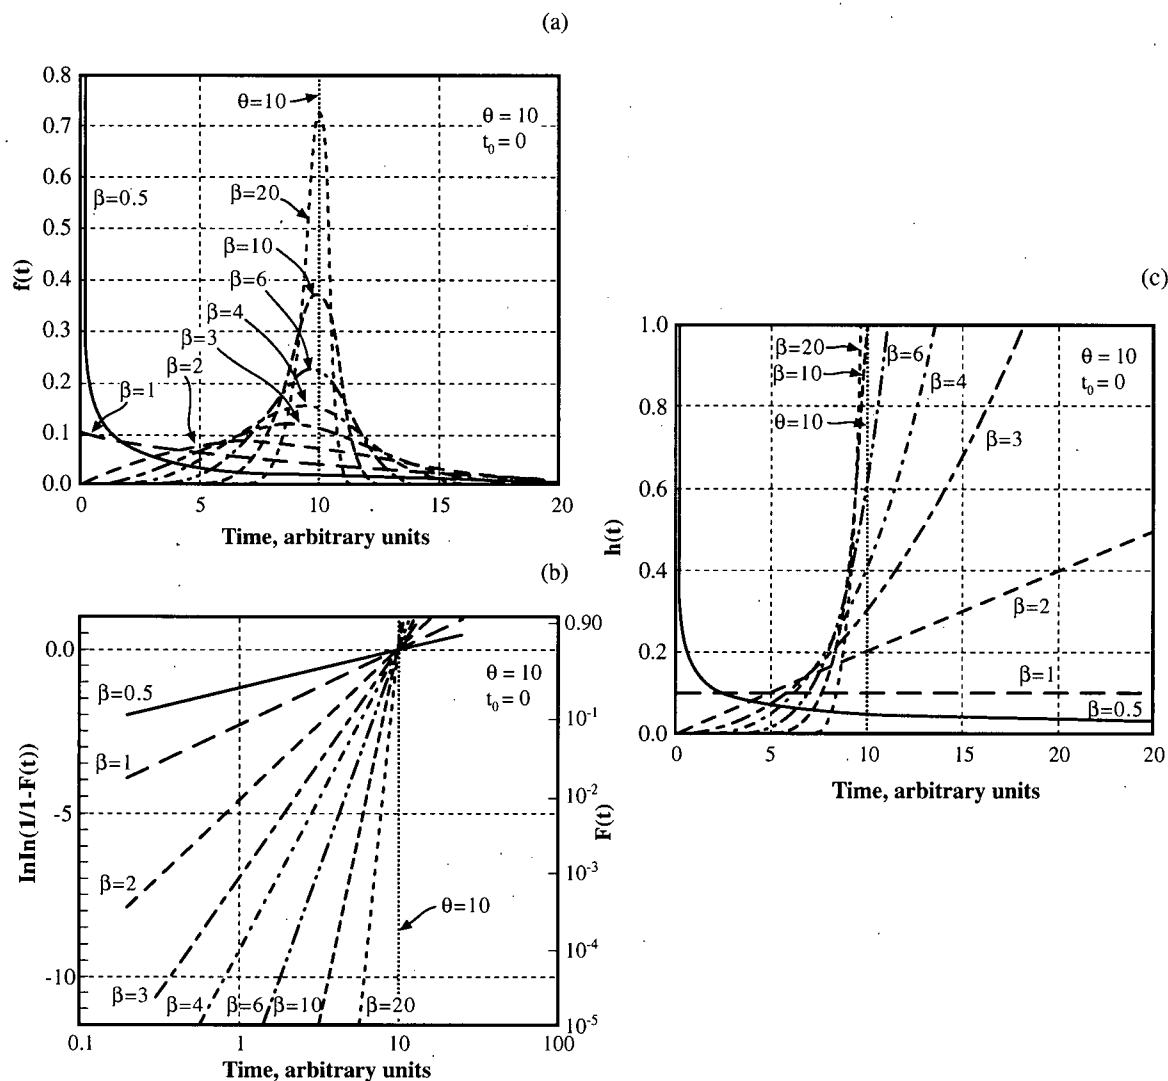 (a)
0.8
0.7
0.6
0.5
0.4
0.3
0.2
0.1
0.0
f(t)
θ=10
θ = 10
t₀ = 0
β=0.5
β=20
β=10
β=6
β=4
β=3
β=2
β=1
0
5
10
15
20
Time, arbitrary units
(b)
0.0
-5
-10
lnln(1/1-F(t))
0.90
10⁻¹
10⁻²
10⁻³
10⁻⁴
10⁻⁵
F(t)
θ = 10
t₀ = 0
β=0.5
β=1
β=2
θ=10
β=3
β=4
β=6
β=10
β=20
0.1
1
10
100
Time, arbitrary units
(c)
1.0
0.8
0.6
0.4
0.2
0.0
h(t)
β=20
β=10
θ=10
β=6
β=4
θ = 10
t₀ = 0
β=3
β=2
β=1
β=0.5
0
5
10
15
20
20
Time, arbitrary units